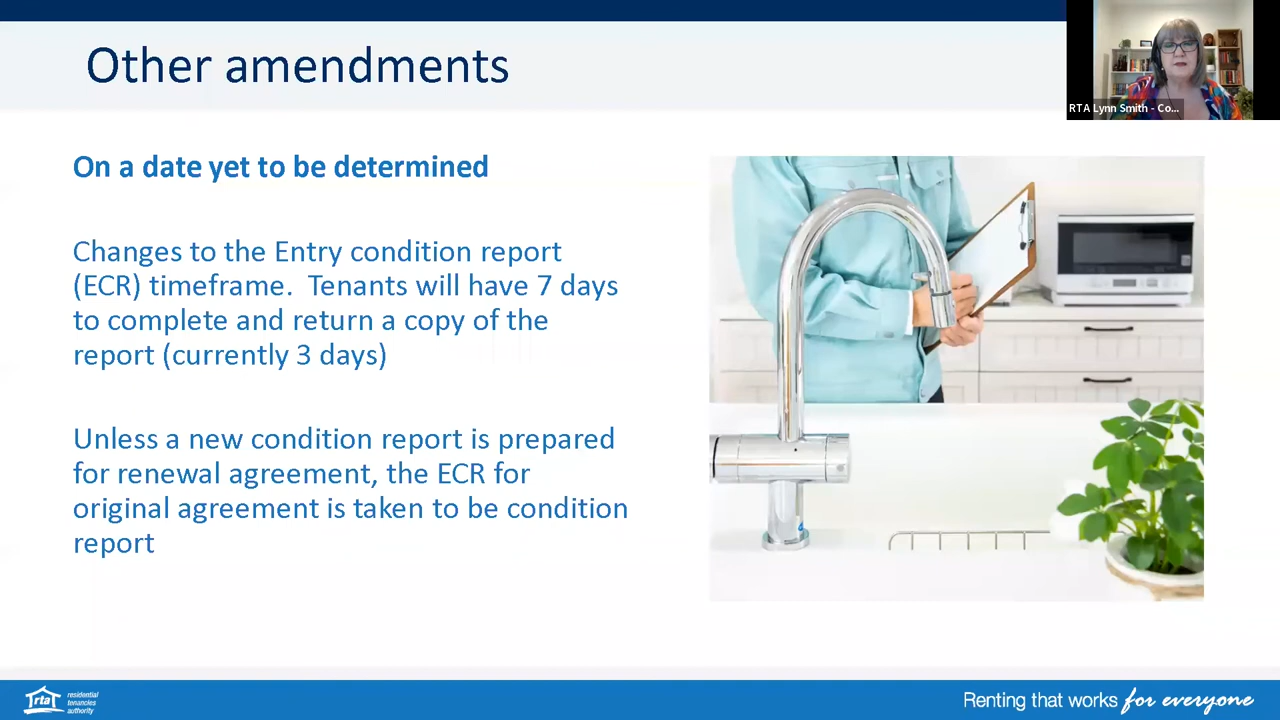 Other amendments
RTA Lynn Smith - Co...
On a date yet to be determined
Changes to the Entry condition report
(ECR) timeframe.  Tenants will have 7 days
to complete and return a copy of the
report (currently 3 days)
Unless a new condition report is prepared
for renewal agreement, the ECR for
original agreement is taken to be condition
report
rta
residential
tenancies
authority
Renting that works for everyone